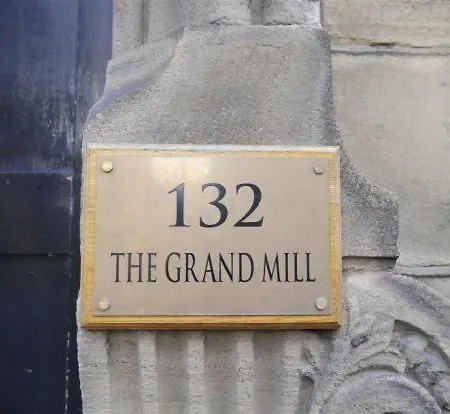 132
THE GRAND MILL